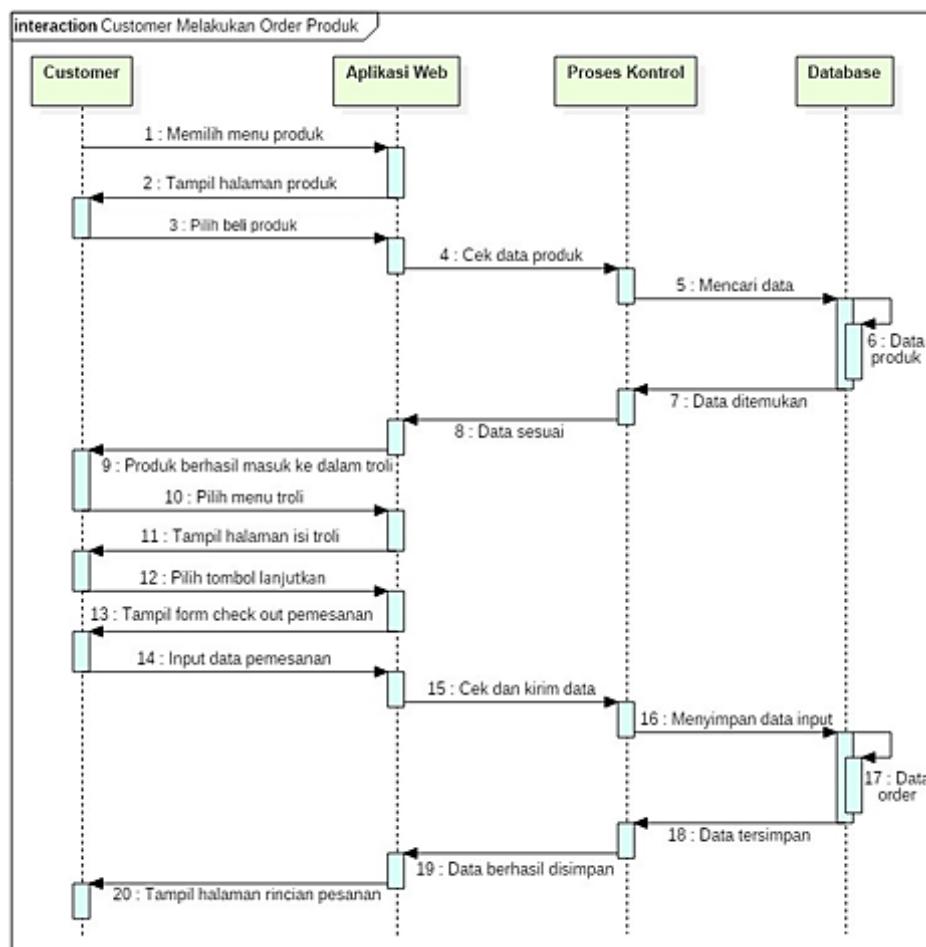 interaction Customer Melakukan Order Produk
Customer
Aplikasi Web
Proses Kontrol
Database
1 : Memilih menu produk
2 : Tampil halaman produk
3 : Pilih beli produk
4 : Cek data produk
5 : Mencari data
6 : Data
produk
7 : Data ditemukan
8 : Data sesuai
9 : Produk berhasil masuk ke dalam troli
10 : Pilih menu troli
11 : Tampil halaman isi troli
12 : Pilih tombol lanjutkan
13 : Tampil form check out pemesanan
14 : Input data pemesanan
15 : Cek dan kirim data
16 : Menyimpan data input
17 : Data
order
18 : Data tersimpan
19 : Data berhasil disimpan
20 : Tampil halaman rincian pesanan